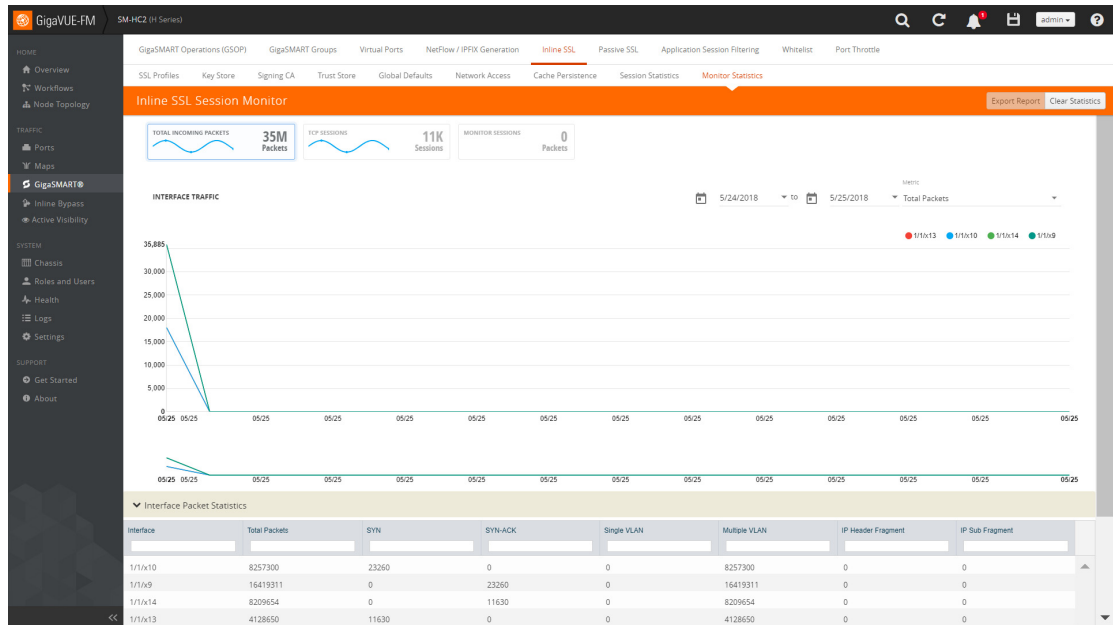 GigaVUE-FM SM-HC2 (H Series) 1 admin ?
HOME
Overview
Workflows
Node Topology
TRAFFIC
Ports
Maps
GigaSMART®
Inline Bypass
Active Visibility
SYSTEM
Chassis
Roles and Users
Health
Logs
Settings
SUPPORT
Get Started
About
GigaSMART Operations (GSOP) GigaSMART Groups Virtual Ports NetFlow / IPFIX Generation Inline SSL Passive SSL Application Session Filtering Whitelist Port Throttle
SSL Profiles Key Store Signing CA Trust Store Global Defaults Network Access Cache Persistence Session Statistics Monitor Statistics
Inline SSL Session Monitor Export Report Clear Statistics
TOTAL INCOMING PACKETS 35M Packets
TCP SESSIONS 11K Sessions
MONITOR SESSIONS 0 Packets
INTERFACE TRAFFIC 5/24/2018 to 5/25/2018 Metric Total Packets
1/1/x13 1/1/x10 1/1/x14 1/1/x9
35,885
30,000
25,000
20,000
15,000
10,000
5,000
0
05/25 05/25 05/25 05/25 05/25 05/25 05/25 05/25 05/25 05/25 05/25 05/25 05/25 05/25
05/25 05/25 05/25 05/25 05/25 05/25 05/25 05/25 05/25 05/25 05/25 05/25 05/25 05/25
Interface Packet Statistics
Interface Total Packets SYN SYN-ACK Single VLAN Multiple VLAN IP Header Fragment IP Sub Fragment
1/1/x10 8257300 23260 0 0 8257300 0 0
1/1/x9 16419311 0 23260 0 16419311 0 0
1/1/x14 8209654 0 11630 0 8209654 0 0
1/1/x13 4128650 11630 0 0 4128650 0 0